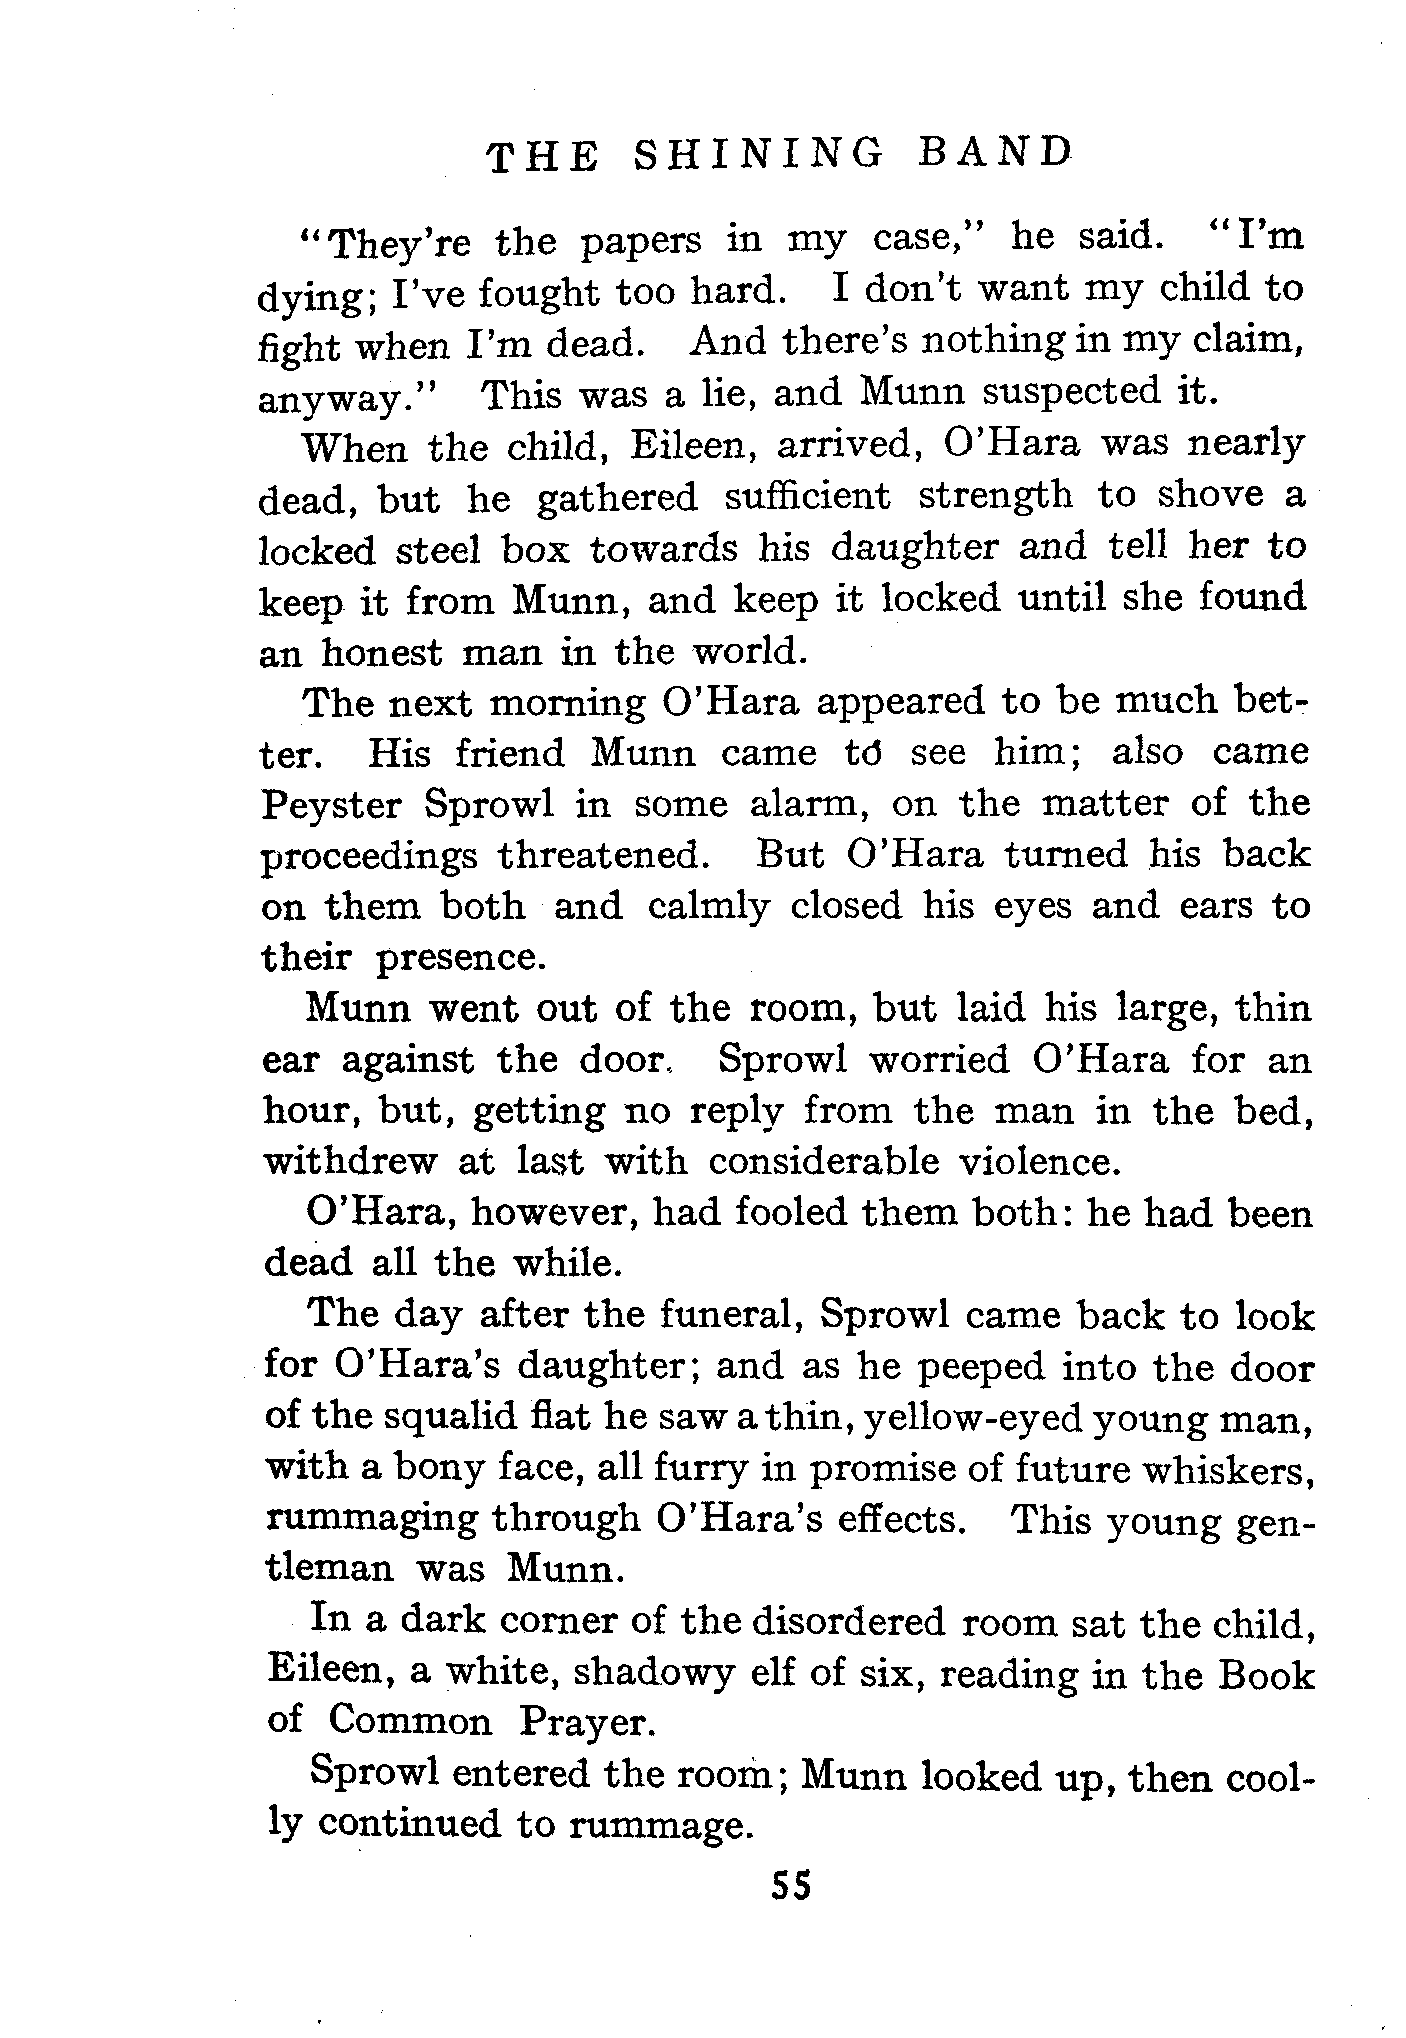 THE SHINING BAND
"They're the papers in my case," he said. "I'm
dying; I've fought too hard. I don't want my child to
fight when I'm dead. And there's nothing in my claim,
anyway." This was a lie, and Munn suspected it.
When the child, Eileen, arrived, O'Hara was nearly
dead, but he gathered sufficient strength to shove a
locked steel box towards his daughter and tell her to
keep it from Munn, and keep it locked until she found
an honest man in the world.
The next morning O'Hara appeared to be much bet-
ter. His friend Munn came to see him; also came
Peyster Sprowl in some alarm, on the matter of the
proceedings threatened. But O'Hara turned his back
on them both and calmly closed his eyes and ears to
their presence.
Munn went out of the room, but laid his large, thin
ear against the door. Sprowl worried O'Hara for an
hour, but, getting no reply from the man in the bed,
withdrew at last with considerable violence.
O'Hara, however, had fooled them both: he had been
dead all the while.
The day after the funeral, Sprowl came back to look
for O'Hara's daughter; and as he peeped into the door
of the squalid flat he saw a thin, yellow-eyed young man,
with a bony face, all furry in promise of future whiskers,
rummaging through O'Hara's effects. This young gen-
tleman was Munn.
In a dark corner of the disordered room sat the child,
Eileen, a white, shadowy elf of six, reading in the Book
of Common Prayer.
Sprowl entered the room; Munn looked up, then cool-
ly continued to rummage.
55